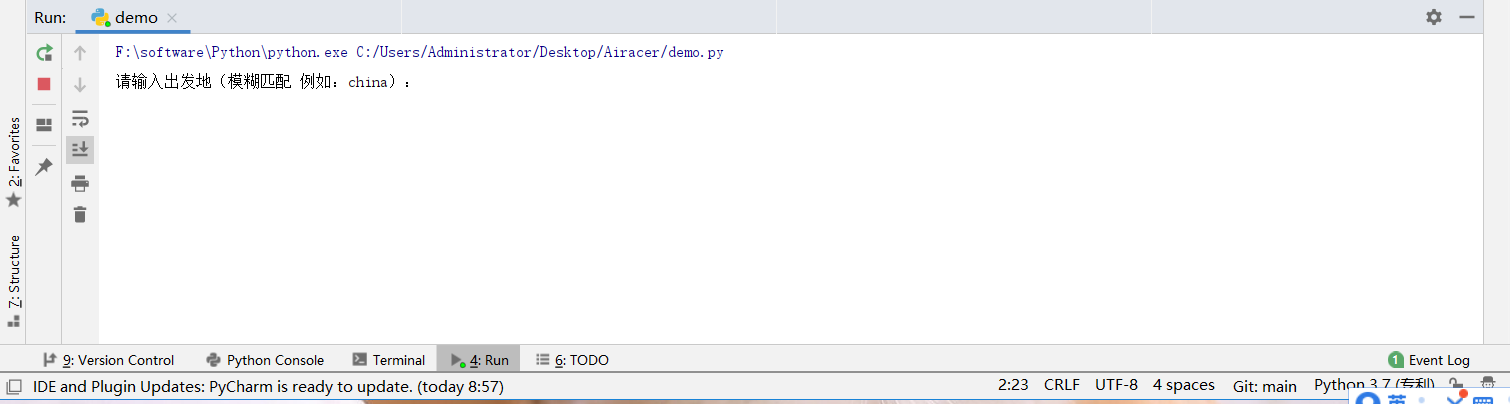 Run: demo
F:\software\Python\python.exe C:/Users/Administrator/Desktop/Airacer/demo.py
请输入出发地（模糊匹配 例如：china）：
2: Favorites
7: Structure
9: Version Control Python Console Terminal 4: Run 6: TODO 1 Event Log
IDE and Plugin Updates: PyCharm is ready to update. (today 8:57) 2:23 CRLF UTF-8 4 spaces Git: main Python 3.7 (专利)
英